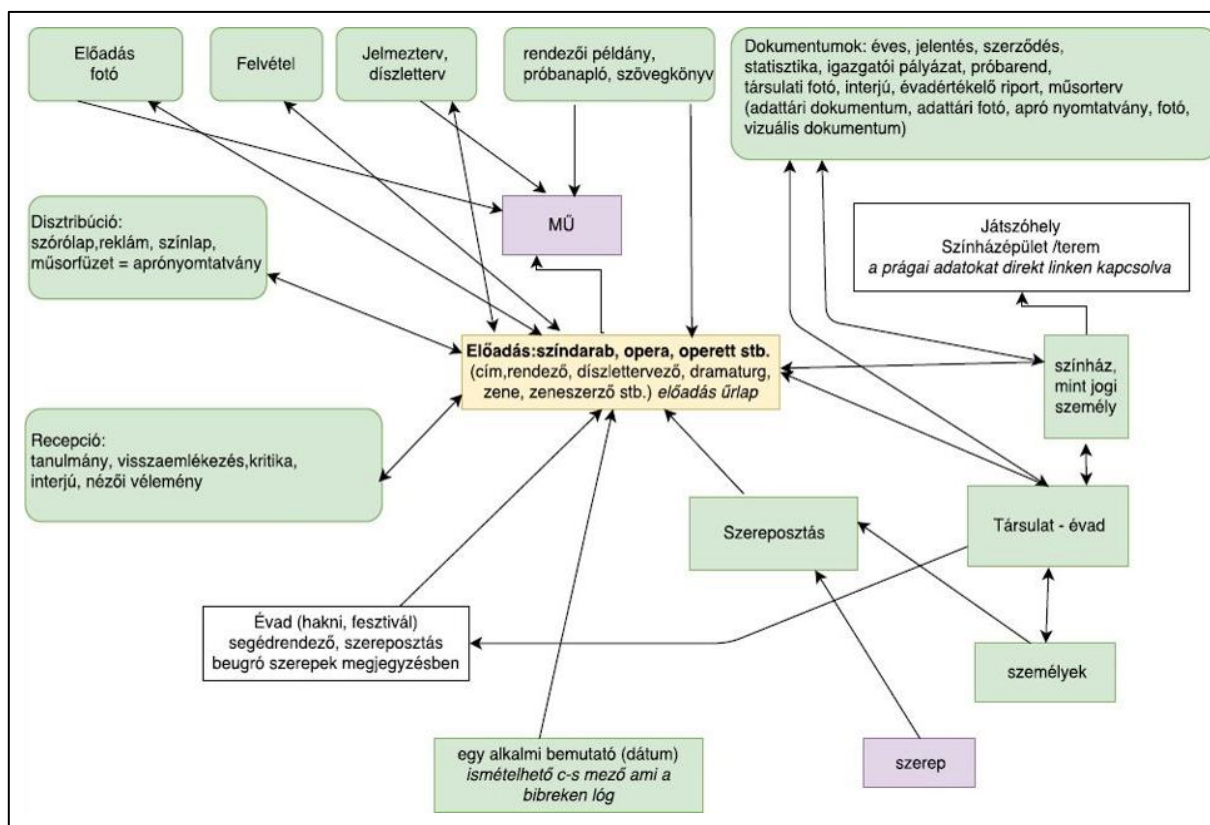 Előadás
fotó
Felvétel
Jelmezterv,
díszletterv
rendezői példány,
próbanapló, szövegkönyv
Dokumentumok: éves, jelentés, szerződés,
statisztika, igazgatói pályázat, próbarend,
társulati fotó, interjú, évadértékelő riport, műsorterv
(adattári dokumentum, adattári fotó, apró nyomtatvány, fotó,
vizuális dokumentum)
MŰ
Disztribúció:
szórólap,reklám, színlap,
műsorfüzet = aprónyomtatvány
Játszóhely
Színházépület /terem
a prágai adatokat direkt linken kapcsolva
Előadás:színdarab, opera, operett stb.
(cím,rendező, díszlettervező, dramaturg,
zene, zeneszerző stb.) előadás űrlap
színház,
mint jogi
személy
Recepció:
tanulmány, visszaemlékezés,kritika,
interjú, nézői vélemény
Szereposztás
Társulat - évad
Évad (hakni, fesztivál)
segédrendező, szereposztás
beugró szerepek megjegyzésben
személyek
egy alkalmi bemutató (dátum)
ismételhető c-s mező ami a
bibreken lóg
szerep